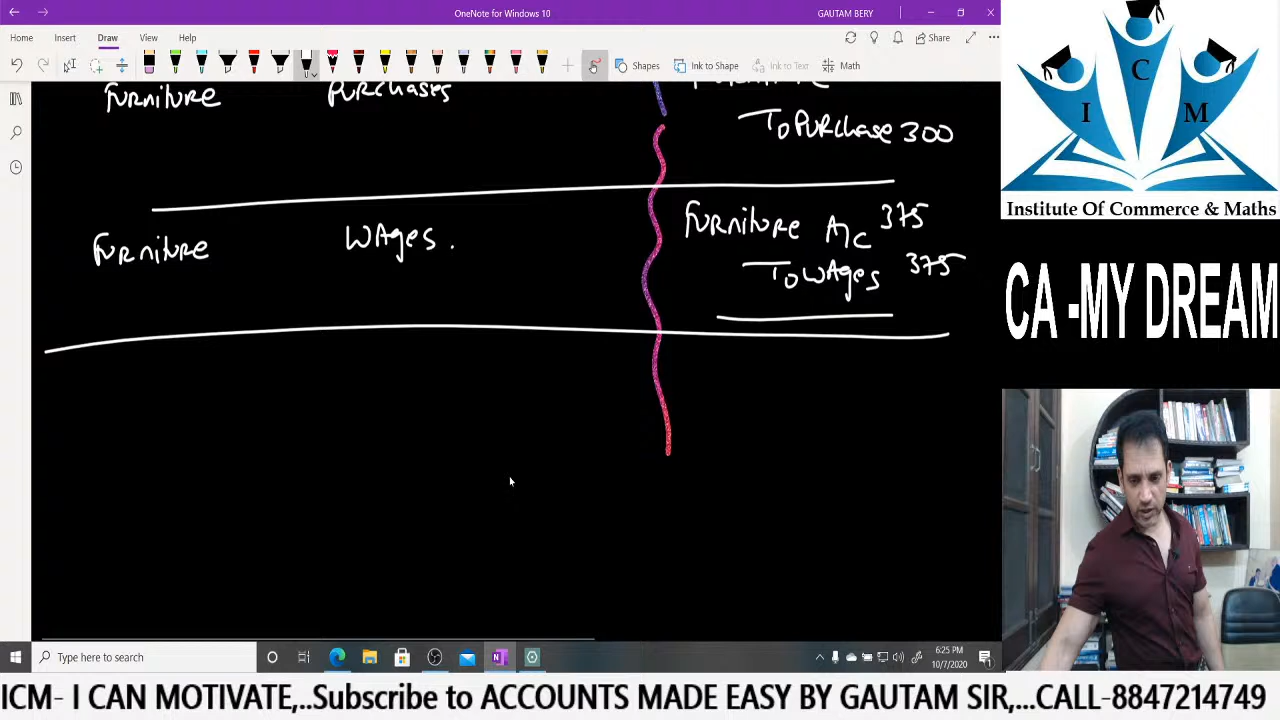 OneNote for Windows 10
GAUTAM BERY
Home Insert Draw View Help
Share
Shapes Ink to Shape Ink to Text Math
Furniture Purchases
To Purchase 300
Furniture Wages.
Furniture A/C 375
To Wages 375
I C M
Institute Of Commerce & Maths
CA -MY DREAM
Type here to search
6:25 PM
10/7/2020
ICM- I CAN MOTIVATE,..Subscribe to ACCOUNTS MADE EASY BY GAUTAM SIR,...CALL-8847214749